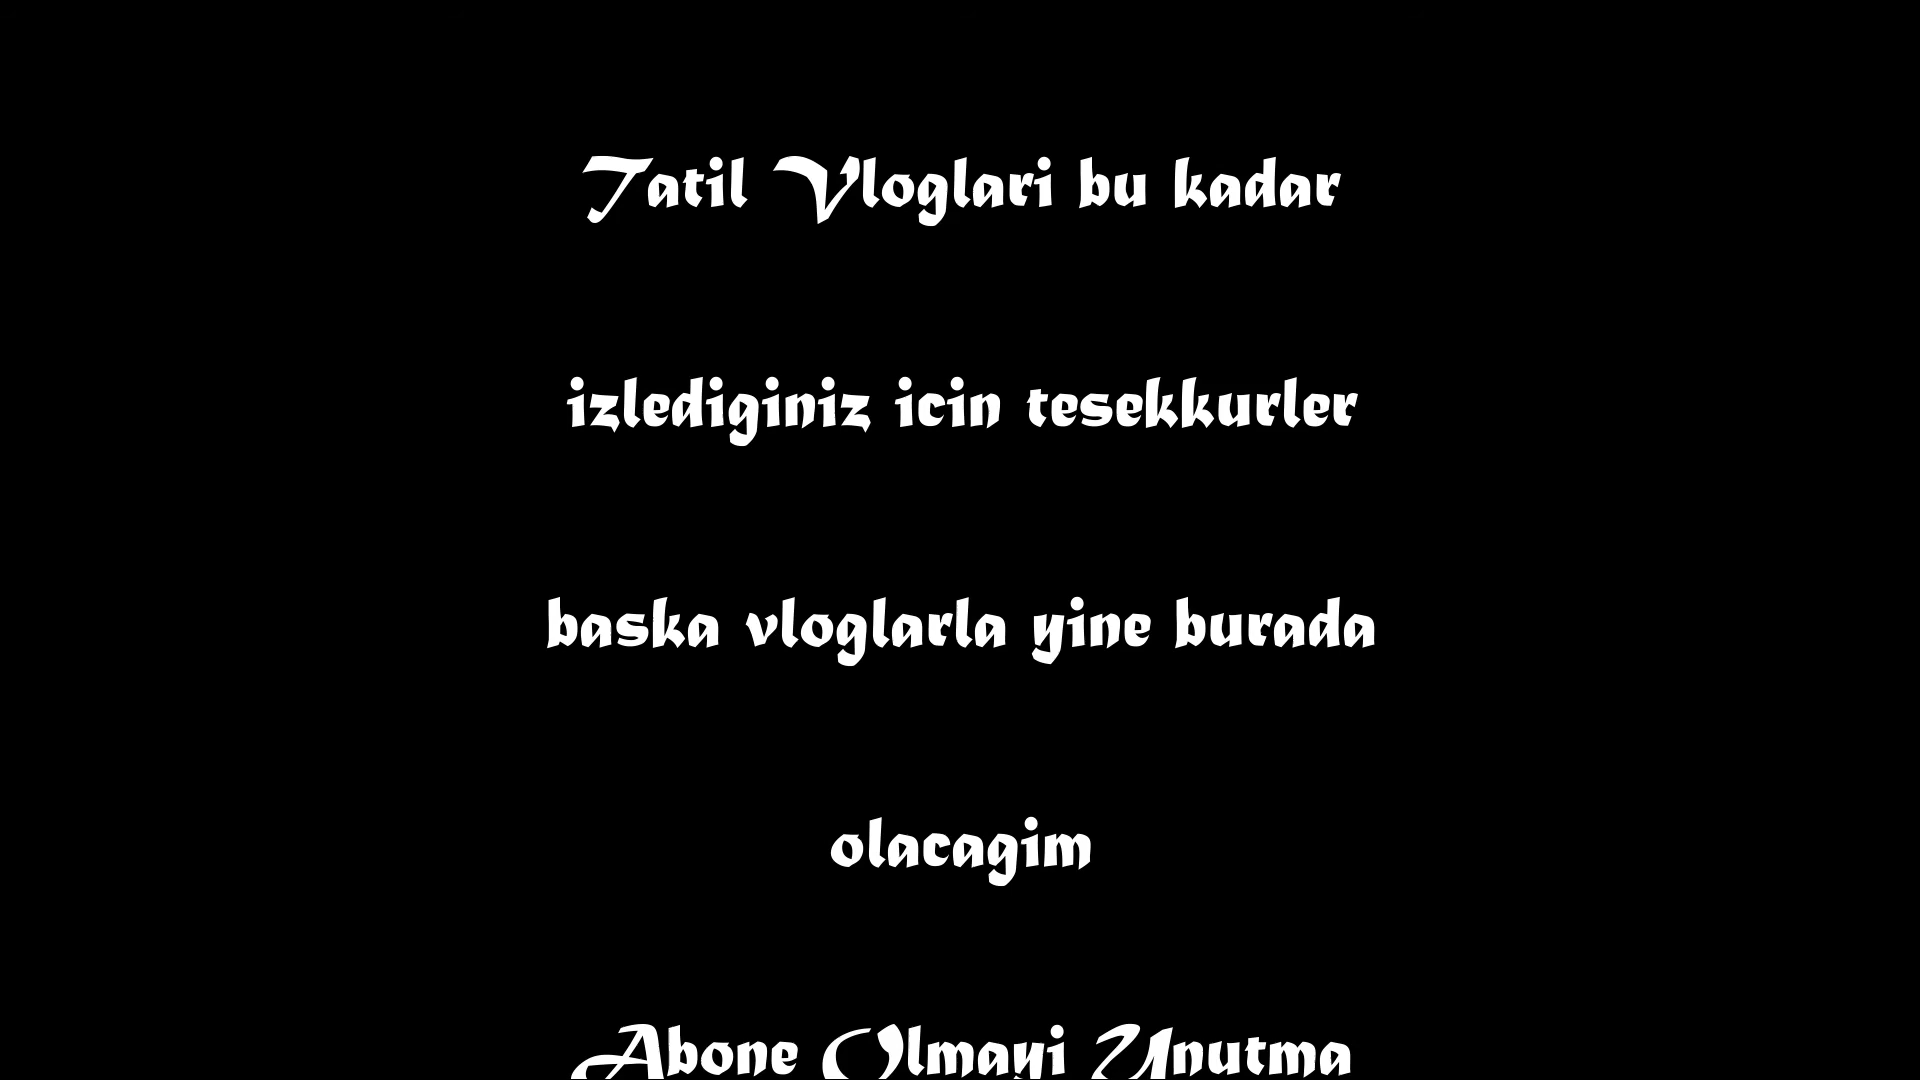 Tatil Vloglari bu kadar
izlediginiz icin tesekkurler
baska vloglarla yine burada
olacagim
Abone Olmayi Unutma